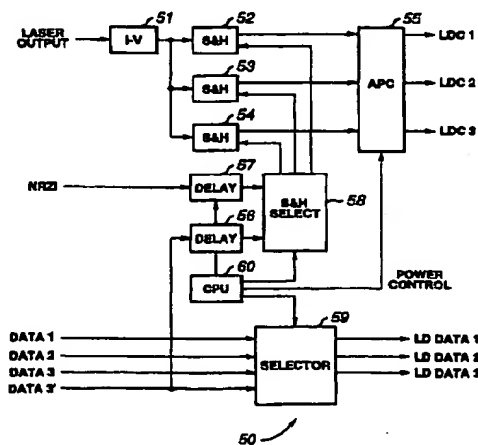 51
52
55
LASER
OUTPUT
I-V
S&H
LDC 1
53
S&H
APC
LDC 2
54
S&H
LDC 3
57
NRZI
DELAY
S&H
SELECT
58
56
DELAY
60
CPU
POWER
CONTROL
59
DATA 1
LD DATA 1
DATA 2
SELECTOR
LD DATA 2
DATA 3
LD DATA 3
DATA 3'
50